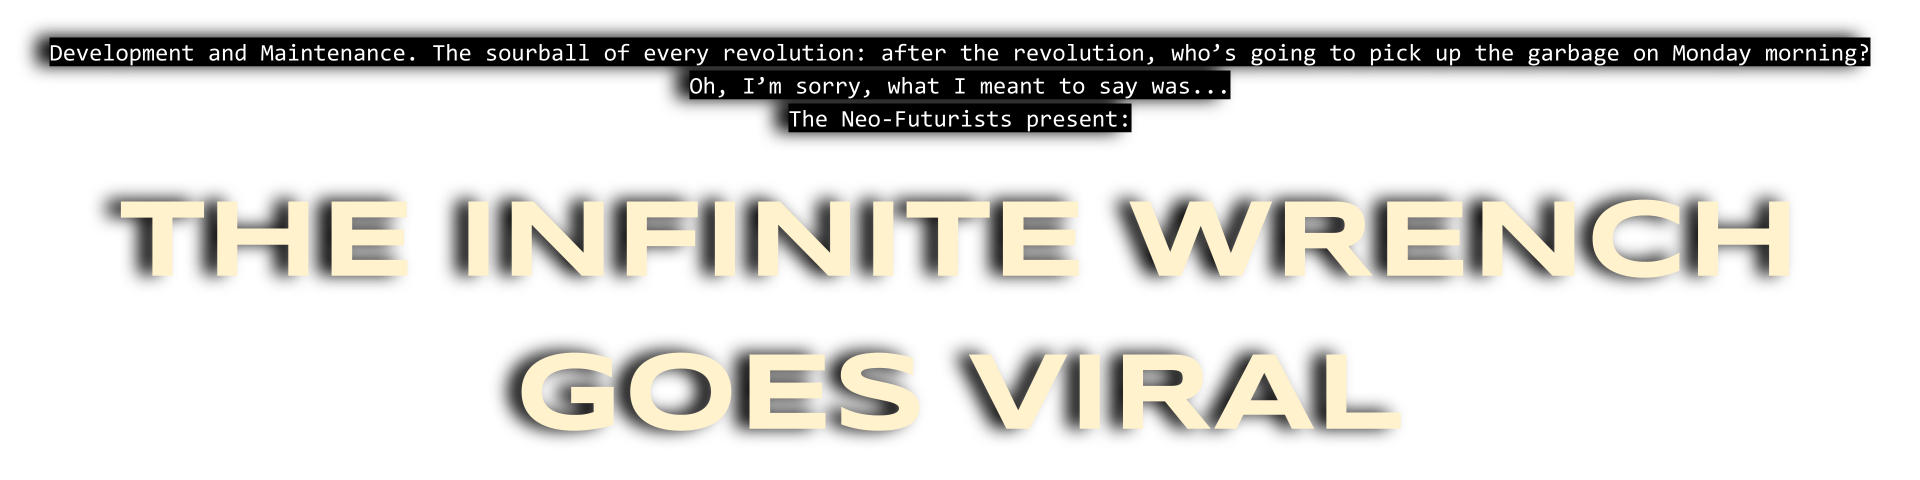 Development and Maintenance. The sourball of every revolution: after the revolution, who’s going to pick up the garbage on Monday morning?
Oh, I’m sorry, what I meant to say was...
The Neo-Futurists present:
THE INFINITE WRENCH
GOES VIRAL